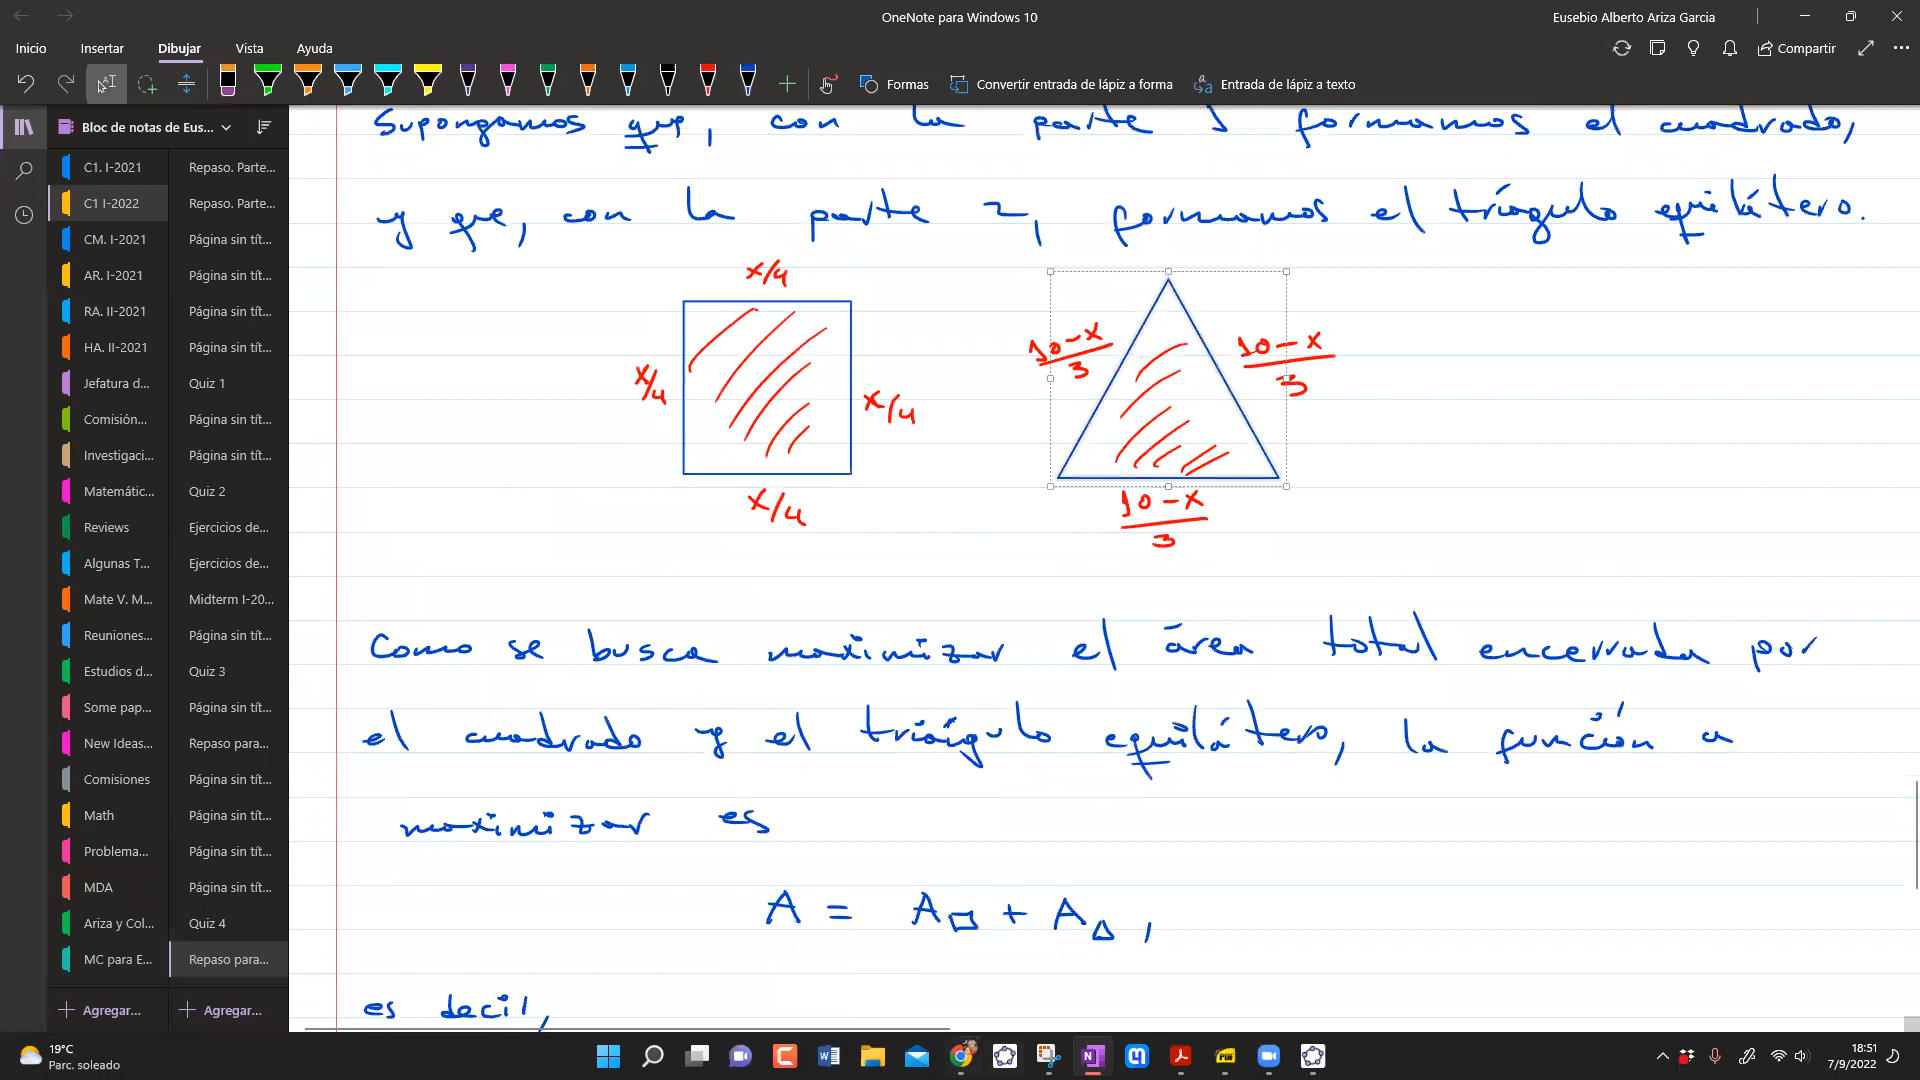 OneNote para Windows 10
Eusebio Alberto Ariza Garcia
Inicio Insertar Dibujar Vista Ayuda
Compartir
Formas Convertir entrada de lápiz a forma Entrada de lápiz a texto
Bloc de notas de Eus...
C1. I-2021 Repaso. Parte...
C1 I-2022 Repaso. Parte...
CM. I-2021 Página sin tít...
AR. I-2021 Página sin tít...
RA. II-2021 Página sin tít...
HA. II-2021 Página sin tít...
Jefatura d... Quiz 1
Comisión... Página sin tít...
Investigaci... Página sin tít...
Matemátic... Quiz 2
Reviews Ejercicios de...
Algunas T... Ejercicios de...
Mate V. M... Midterm I-20...
Reuniones... Página sin tít...
Estudios d... Quiz 3
Some pap... Página sin tít...
New Ideas... Repaso para...
Comisiones Página sin tít...
Math Página sin tít...
Problema... Página sin tít...
MDA Página sin tít...
Ariza y Col... Quiz 4
MC para E... Repaso para...
Agregar... Agregar...
Supongamos que, con la parte 1 formamos el cuadrado,
y que, con la parte 2, formamos el triángulo equilátero.
x/4
x/4
x/4
x/4
10-x/3
10-x/3
10-x/3
Como se busca maximizar el área total encerrada por
el cuadrado y el triángulo equilátero, la función a
maximizar es
A = A□ + A△,
es decir,
19°C
Parc. soleado
18:51
7/9/2022